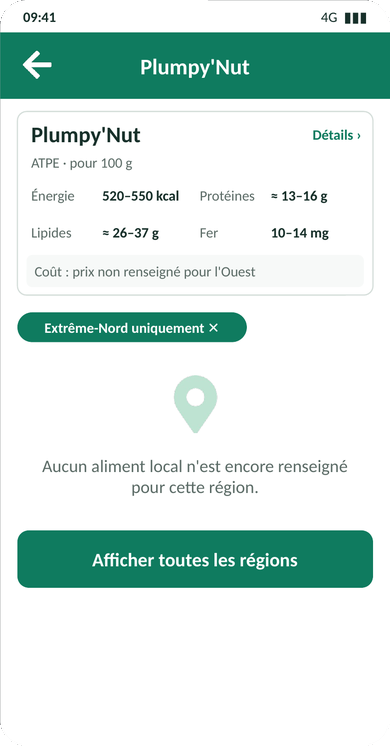 09:41 4G
Plumpy'Nut
Plumpy'Nut Détails ›
ATPE · pour 100 g
Énergie 520–550 kcal Protéines ≈ 13–16 g
Lipides ≈ 26–37 g Fer 10–14 mg
Coût : prix non renseigné pour l'Ouest
Extrême-Nord uniquement ✕
Aucun aliment local n'est encore renseigné
pour cette région.
Afficher toutes les régions